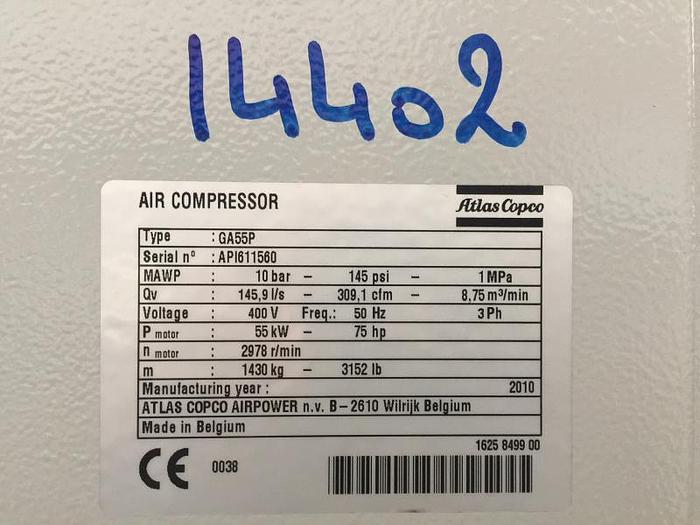 14402
AIR COMPRESSOR
Atlas Copco
Type : GA55P
Serial nº : API611560
MAWP : 10 bar – 145 psi – 1 MPa
Qv : 145,9 l/s – 309,1 cfm – 8,75 m³/min
Voltage : 400 V Freq.: 50 Hz 3 Ph
P motor : 55 kW – 75 hp
n motor : 2978 r/min
m : 1430 kg – 3152 lb
Manufacturing year : 2010
ATLAS COPCO AIRPOWER n.v. B–2610 Wilrijk Belgium
Made in Belgium
1625 8499 00
CE 0038